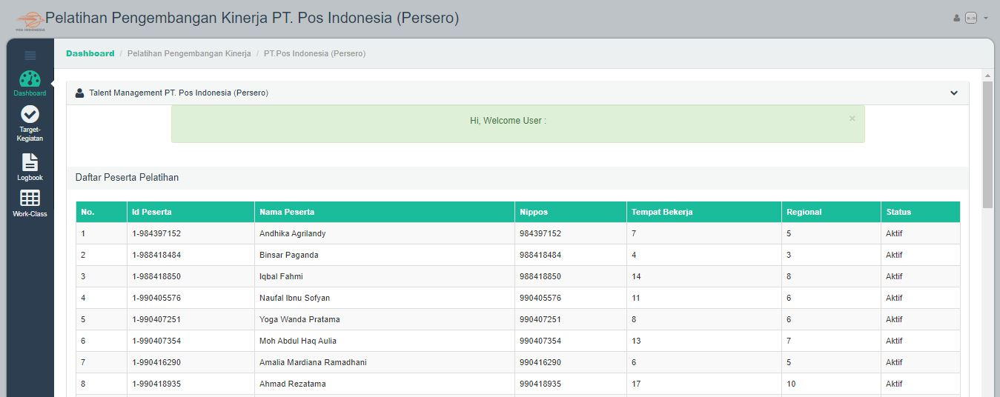 Pelatihan Pengembangan Kinerja PT. Pos Indonesia (Persero)
POS INDONESIA
Dashboard / Pelatihan Pengembangan Kinerja / PT.Pos Indonesia (Persero)
Dashboard
Target-
Kegiatan
Logbook
Work-Class
Talent Management PT. Pos Indonesia (Persero)
Hi, Welcome User : ×
Daftar Peserta Pelatihan
No. Id Peserta Nama Peserta Nippos Tempat Bekerja Regional Status
1 1-984397152 Andhika Agrilandy 984397152 7 5 Aktif
2 1-988418484 Binsar Paganda 988418484 4 3 Aktif
3 1-988418850 Iqbal Fahmi 988418850 14 8 Aktif
4 1-990405576 Naufal Ibnu Sofyan 990405576 11 6 Aktif
5 1-990407251 Yoga Wanda Pratama 990407251 8 6 Aktif
6 1-990407354 Moh Abdul Haq Aulia 990407354 13 7 Aktif
7 1-990416290 Amalia Mardiana Ramadhani 990416290 6 5 Aktif
8 1-990418935 Ahmad Rezatama 990418935 17 10 Aktif